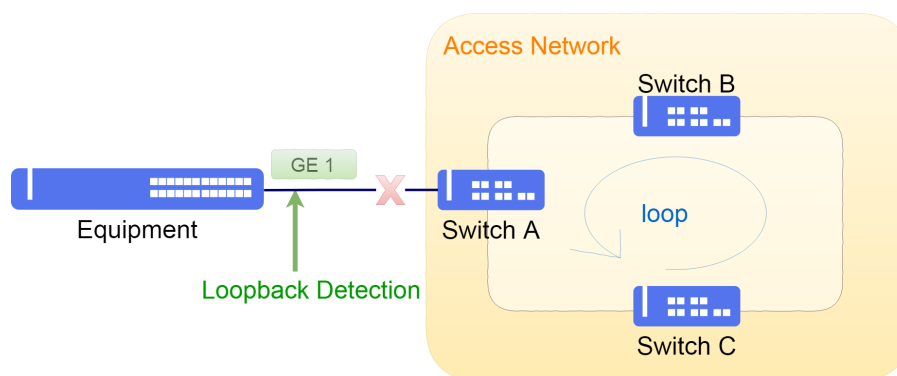 Access Network
Switch B
GE 1
loop
Equipment
Switch A
Loopback Detection
Switch C